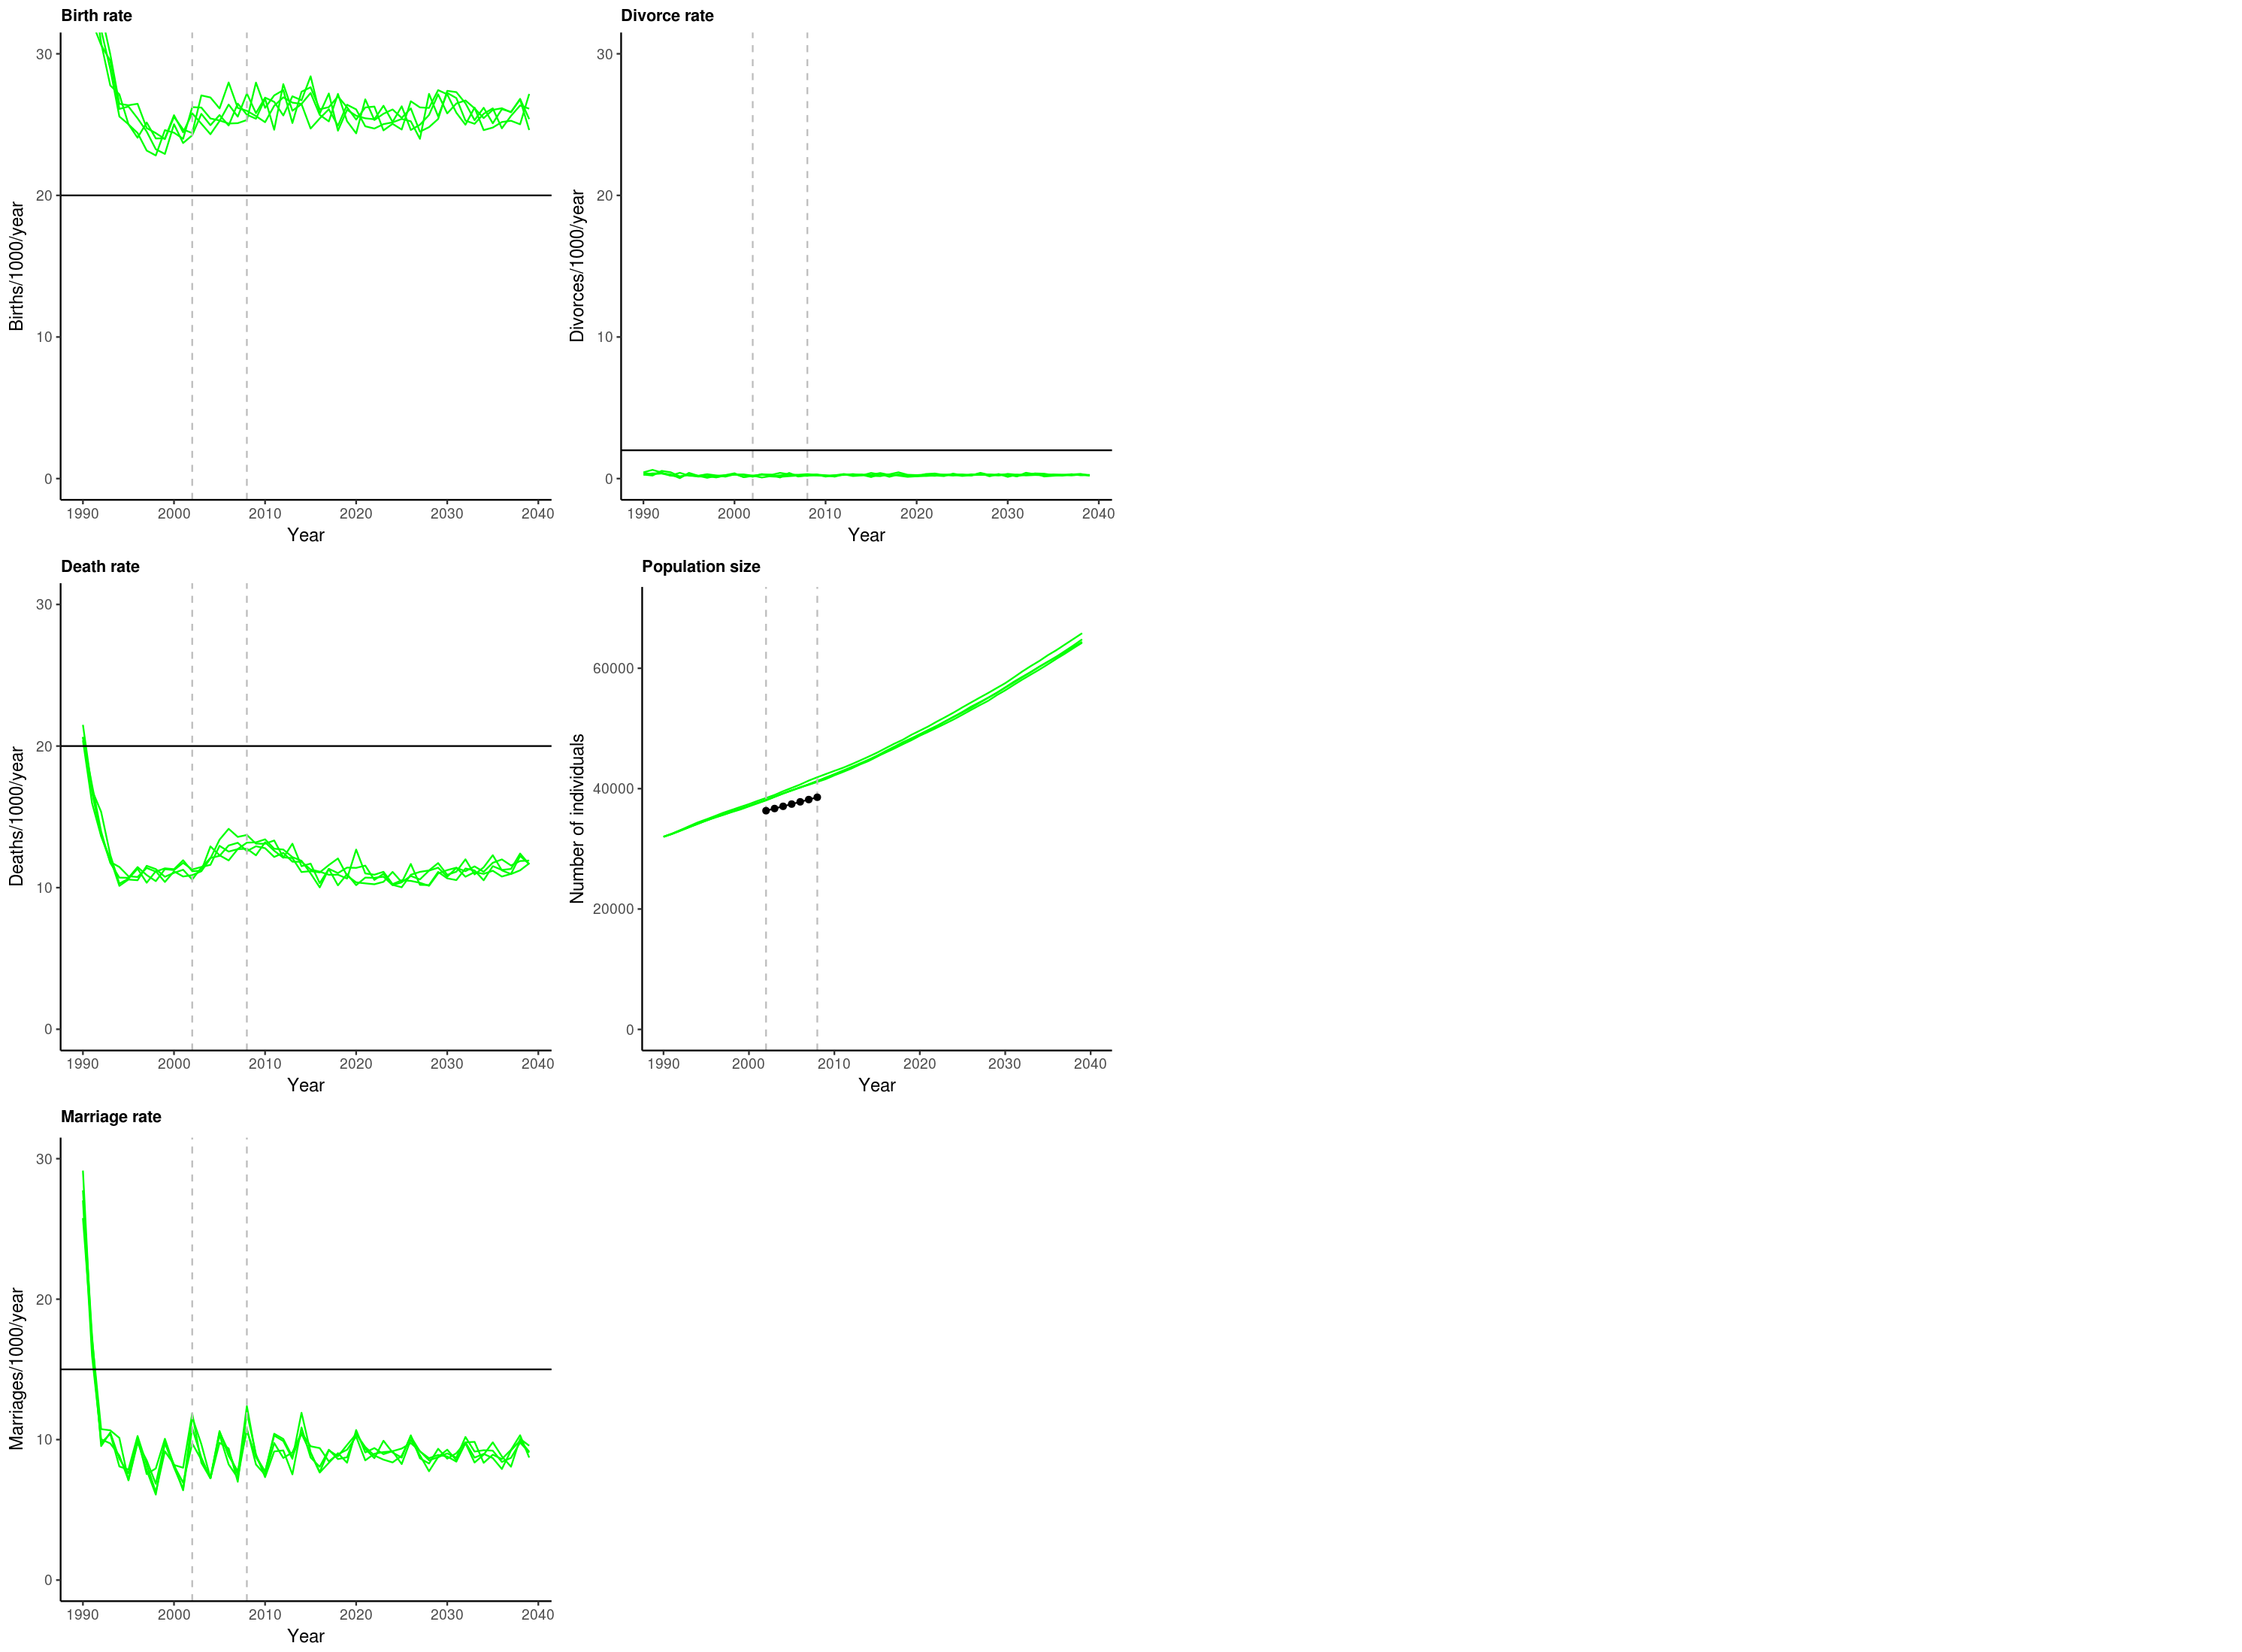 Birth rate
30
20
10
0
Births/1000/year
1990 2000 2010 2020 2030 2040
Year
Divorce rate
30
20
10
0
Divorces/1000/year
1990 2000 2010 2020 2030 2040
Year
Death rate
30
20
10
0
Deaths/1000/year
1990 2000 2010 2020 2030 2040
Year
Population size
60000
40000
20000
0
Number of individuals
1990 2000 2010 2020 2030 2040
Year
Marriage rate
30
20
10
0
Marriages/1000/year
1990 2000 2010 2020 2030 2040
Year